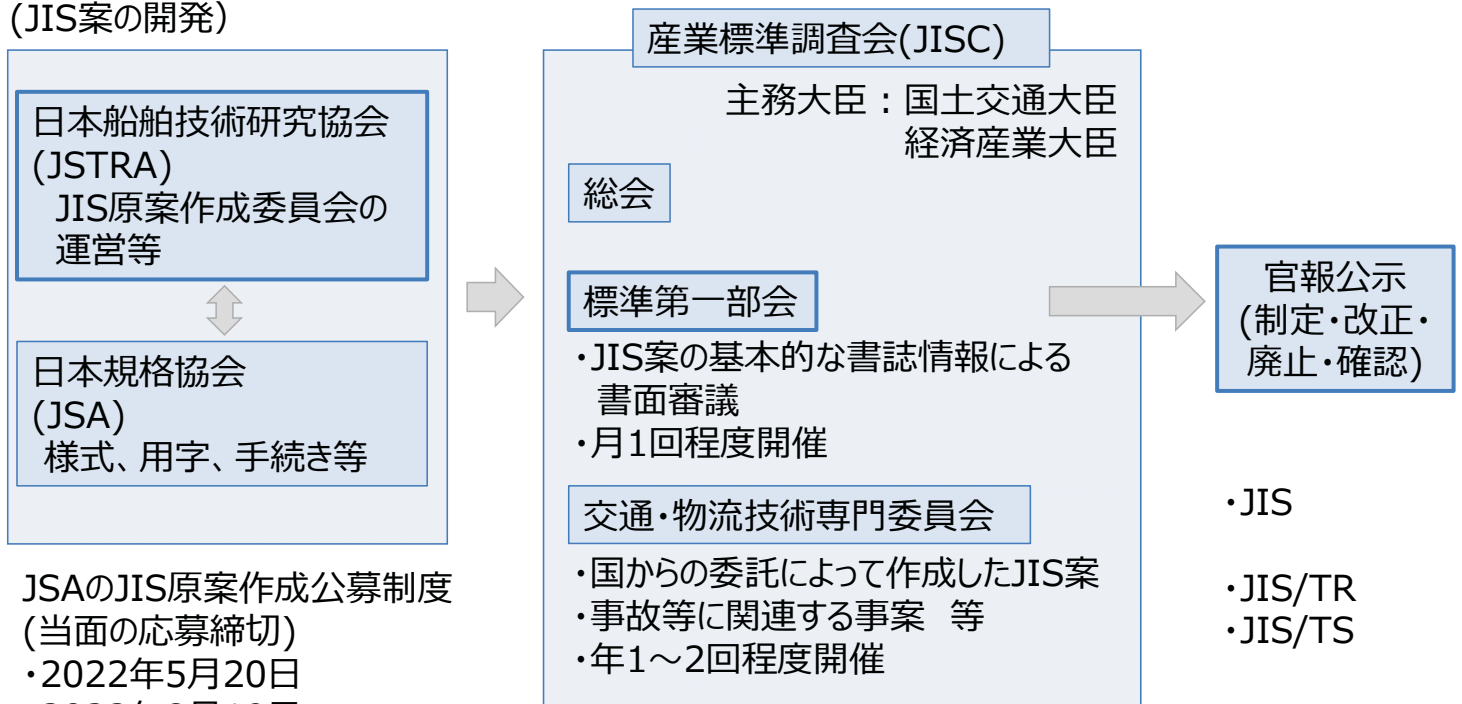 (JIS案の開発)
日本船舶技術研究協会
(JSTRA)
JIS原案作成委員会の
運営等
日本規格協会
(JSA)
様式、用字、手続き等
JSAのJIS原案作成公募制度
(当面の応募締切)
・2022年5月20日
産業標準調査会(JISC)
主務大臣：国土交通大臣
経済産業大臣
総会
標準第一部会
・JIS案の基本的な書誌情報による
書面審議
・月1回程度開催
交通・物流技術専門委員会
・国からの委託によって作成したJIS案
・事故等に関連する事案　等
・年1～2回程度開催
官報公示
(制定・改正・
廃止・確認)
・JIS
・JIS/TR
・JIS/TS